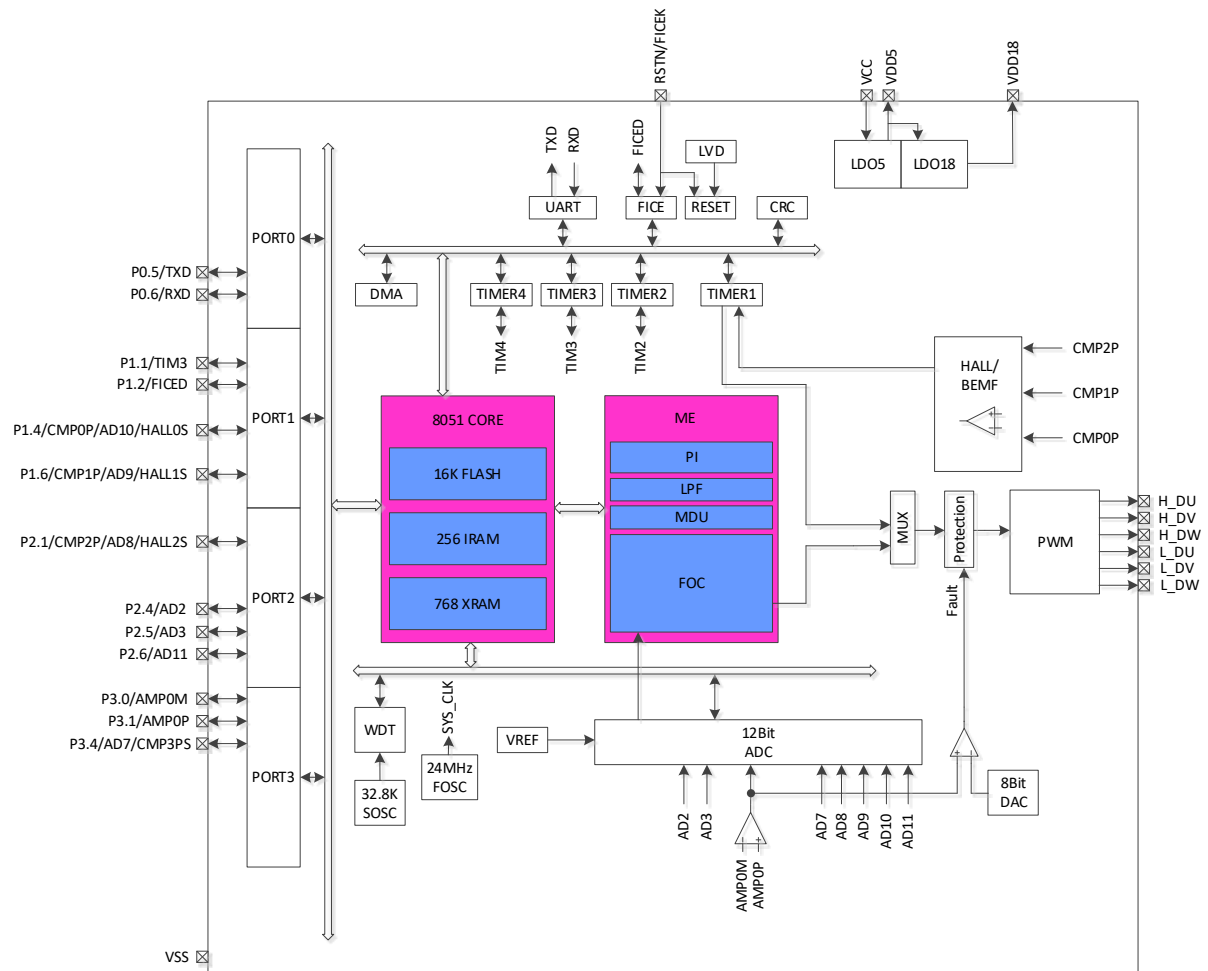 RSTN/FICEK
VCC
VDD5
VDD18
TXD
RXD
FICED
LVD
LDO5
LDO18
UART
FICE
RESET
CRC
PORT0
P0.5/TXD
P0.6/RXD
DMA
TIMER4
TIMER3
TIMER2
TIMER1
TIM4
TIM3
TIM2
P1.1/TIM3
P1.2/FICED
PORT1
P1.4/CMP0P/AD10/HALL0S
P1.6/CMP1P/AD9/HALL1S
HALL/
BEMF
CMP2P
CMP1P
CMP0P
8051 CORE
16K FLASH
256 IRAM
768 XRAM
ME
PI
LPF
MDU
FOC
MUX
Protection
Fault
PWM
H_DU
H_DV
H_DW
L_DU
L_DV
L_DW
P2.1/CMP2P/AD8/HALL2S
PORT2
P2.4/AD2
P2.5/AD3
P2.6/AD11
P3.0/AMP0M
P3.1/AMP0P
P3.4/AD7/CMP3PS
PORT3
WDT
SYS_CLK
32.8K
SOSC
24MHz
FOSC
VREF
12Bit
ADC
8Bit
DAC
AD2
AD3
AMP0M
AMP0P
AD7
AD8
AD9
AD10
AD11
VSS